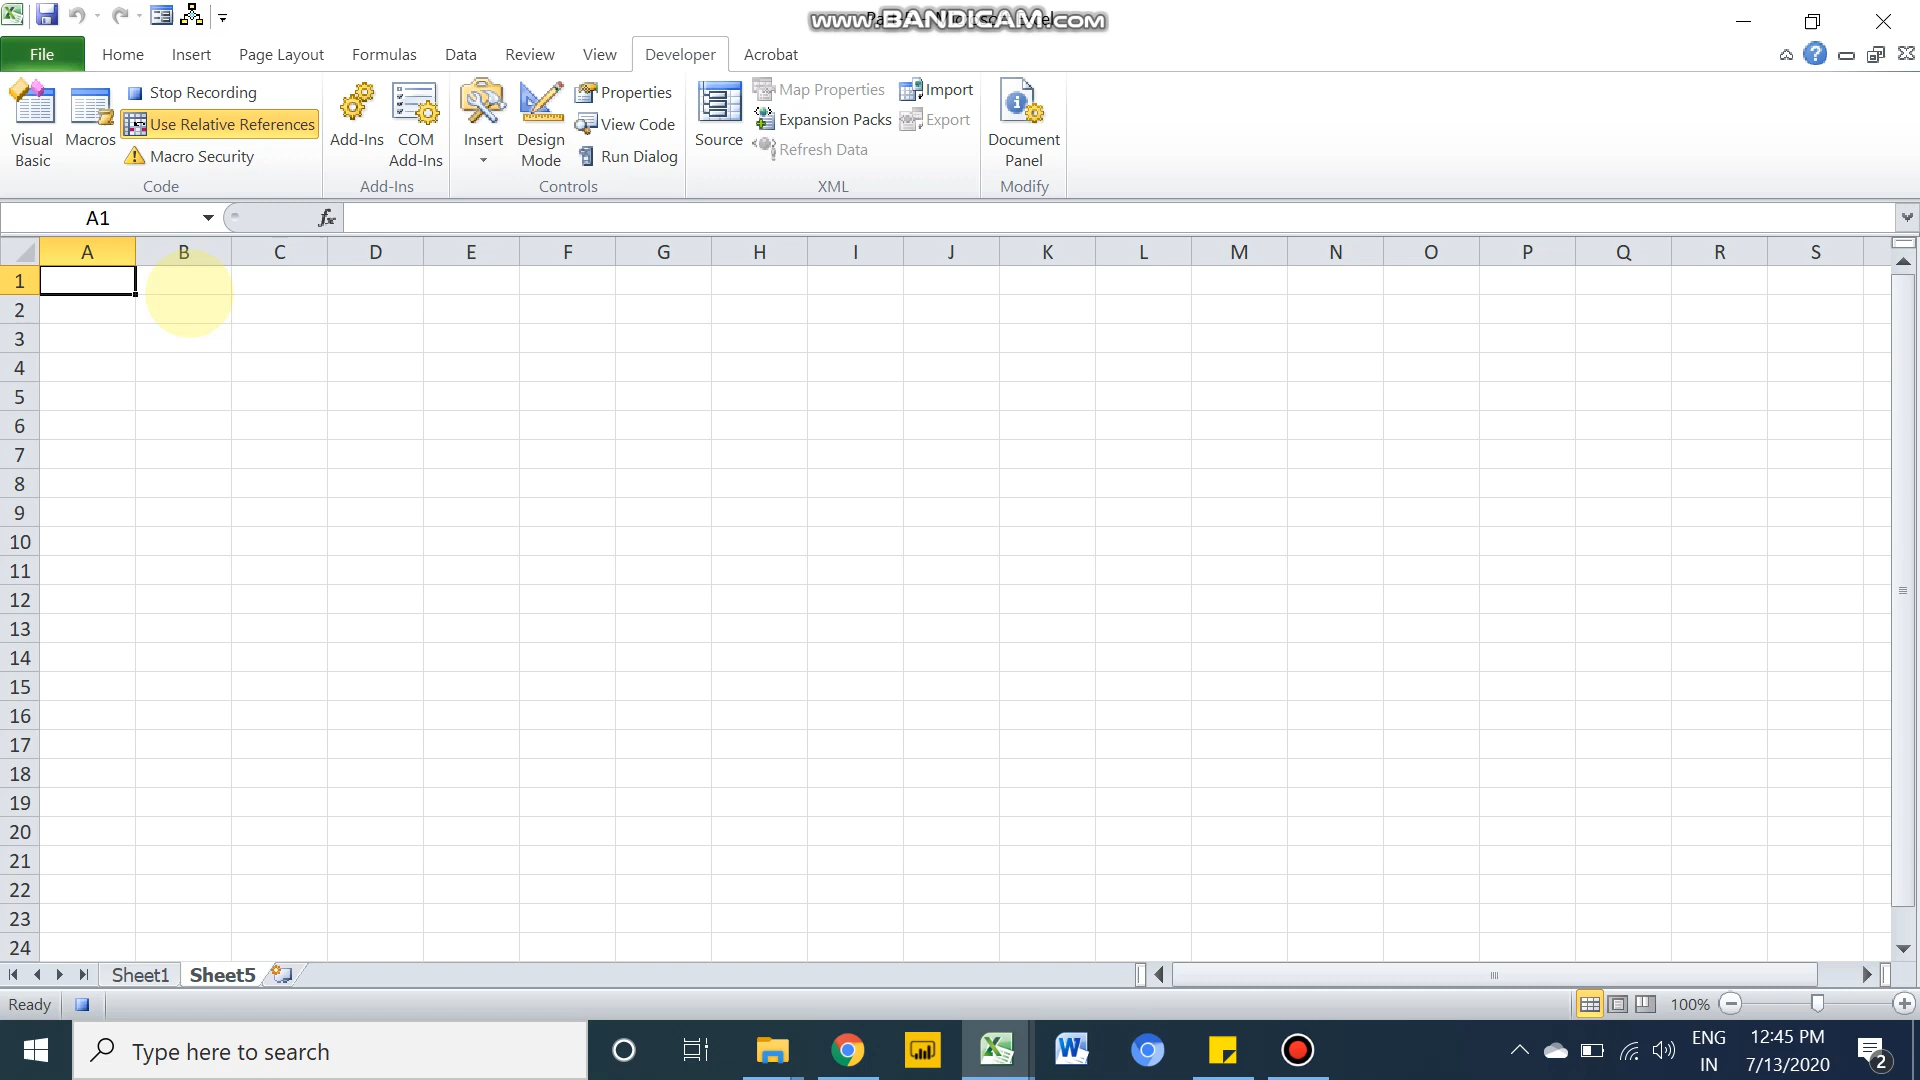 www.BANDICAM.com
File Home Insert Page Layout Formulas Data Review View Developer Acrobat
Visual Basic
Macros
Stop Recording
Use Relative References
Macro Security
Code
Add-Ins
COM Add-Ins
Add-Ins
Insert
Design Mode
Properties
View Code
Run Dialog
Controls
Source
Map Properties
Expansion Packs
Refresh Data
Import
Export
XML
Document Panel
Modify
A1
fx
A B C D E F G H I J K L M N O P Q R S
1
2
3
4
5
6
7
8
9
10
11
12
13
14
15
16
17
18
19
20
21
22
23
24
Sheet1 Sheet5
Ready
100%
Type here to search
ENG
IN
12:45 PM
7/13/2020
2